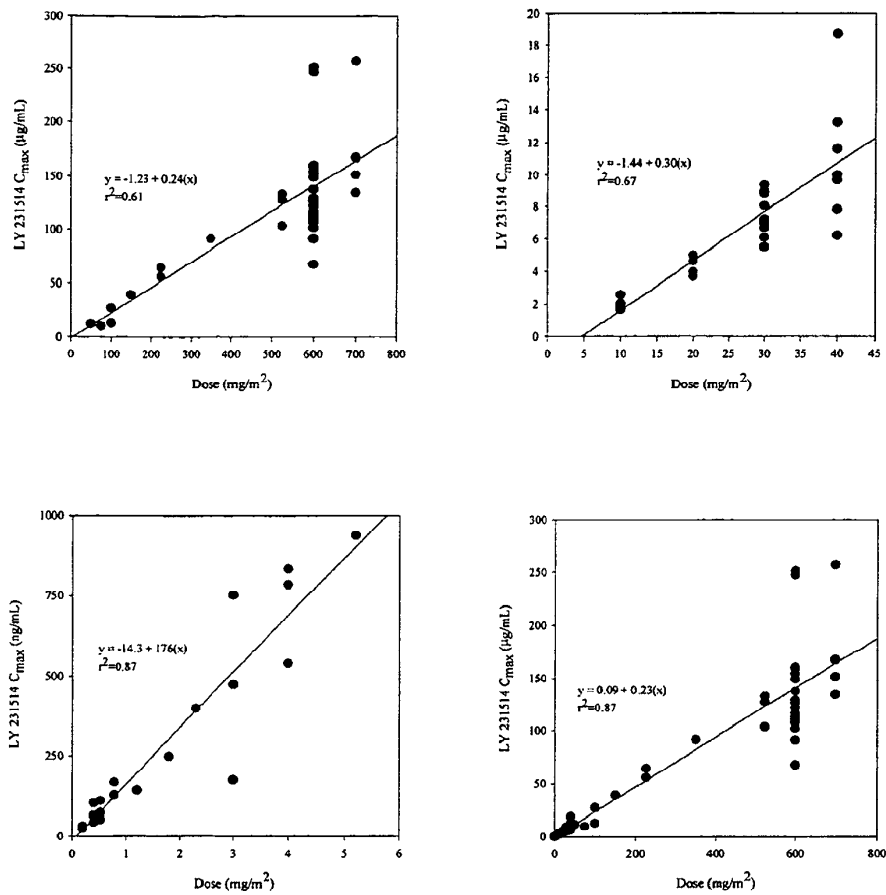 300
250
200
150
100
50
0
LY 231514 Cmax (µg/mL)
y = -1.23 + 0.24(x)
r²=0.61
0 100 200 300 400 500 600 700 800
Dose (mg/m²)
20
18
16
14
12
10
8
6
4
2
0
LY 231514 Cmax (µg/mL)
y = -1.44 + 0.30(x)
r²=0.67
0 5 10 15 20 25 30 35 40 45
Dose (mg/m²)
1000
750
500
250
0
LY 231514 Cmax (ng/mL)
y = -14.3 + 176(x)
r²=0.87
0 1 2 3 4 5 6
Dose (mg/m²)
300
250
200
150
100
50
0
LY 231514 Cmax (µg/mL)
y = 0.09 + 0.23(x)
r²=0.87
0 200 400 600 800
Dose (mg/m²)